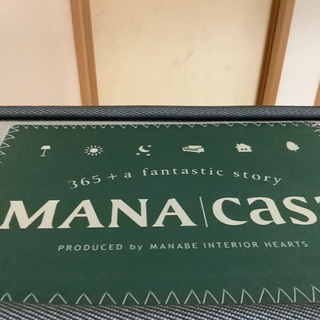 365+a fantastic story
MANA|Cas
PRODUCED by MANABE INTERIOR HEARTS